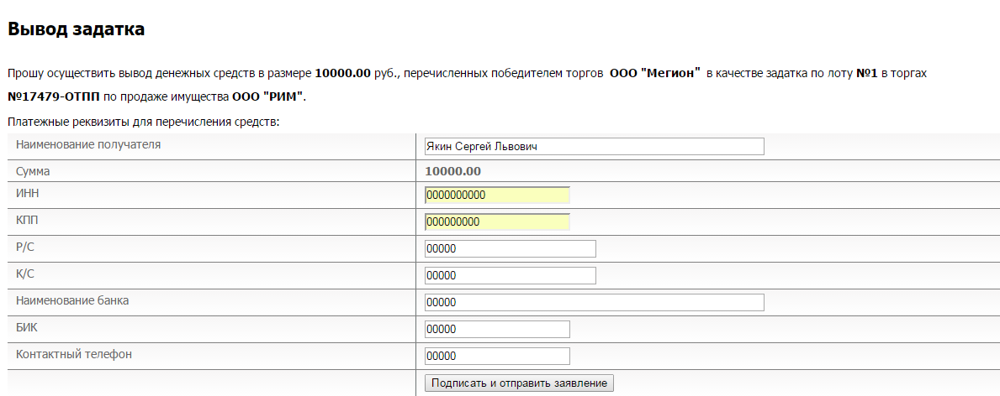 Вывод задатка
Прошу осуществить вывод денежных средств в размере 10000.00 руб., перечисленных победителем торгов ООО "Мегион" в качестве задатка по лоту №1 в торгах
№17479-ОТПП по продаже имущества ООО "РИМ".
Платежные реквизиты для перечисления средств:
Наименование получателя Якин Сергей Львович
Сумма 10000.00
ИНН 0000000000
КПП 000000000
Р/С 00000
К/С 00000
Наименование банка 00000
БИК 00000
Контактный телефон 00000
Подписать и отправить заявление